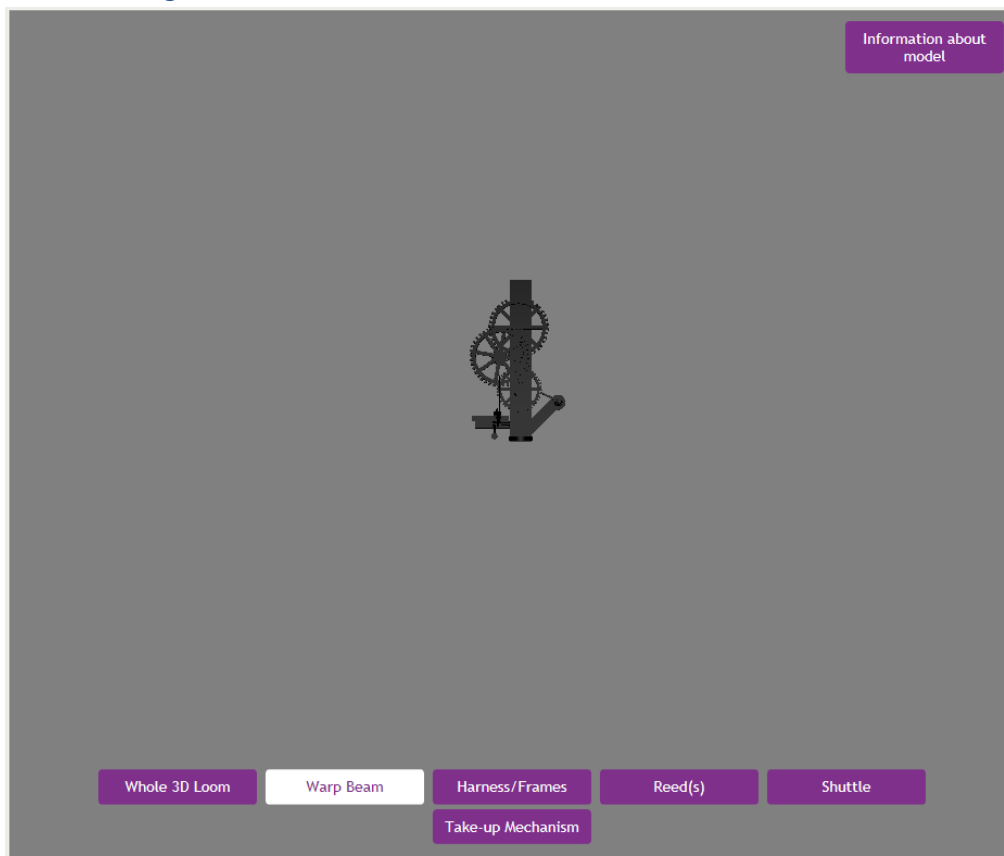 Information about
model
Whole 3D Loom
Warp Beam
Harness/Frames
Reed(s)
Shuttle
Take-up Mechanism